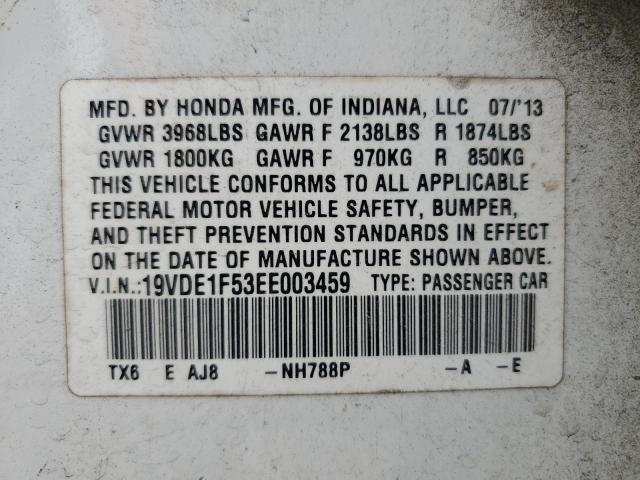 MFD. BY HONDA MFG. OF INDIANA, LLC 07/'13
GVWR 3968LBS GAWR F 2138LBS R 1874LBS
GVWR 1800KG GAWR F 970KG R 850KG
THIS VEHICLE CONFORMS TO ALL APPLICABLE
FEDERAL MOTOR VEHICLE SAFETY, BUMPER,
AND THEFT PREVENTION STANDARDS IN EFFECT
ON THE DATE OF MANUFACTURE SHOWN ABOVE.
V.I.N.:19VDE1F53EE003459 TYPE: PASSENGER CAR
TX6 E AJ8 -NH788P -A -E